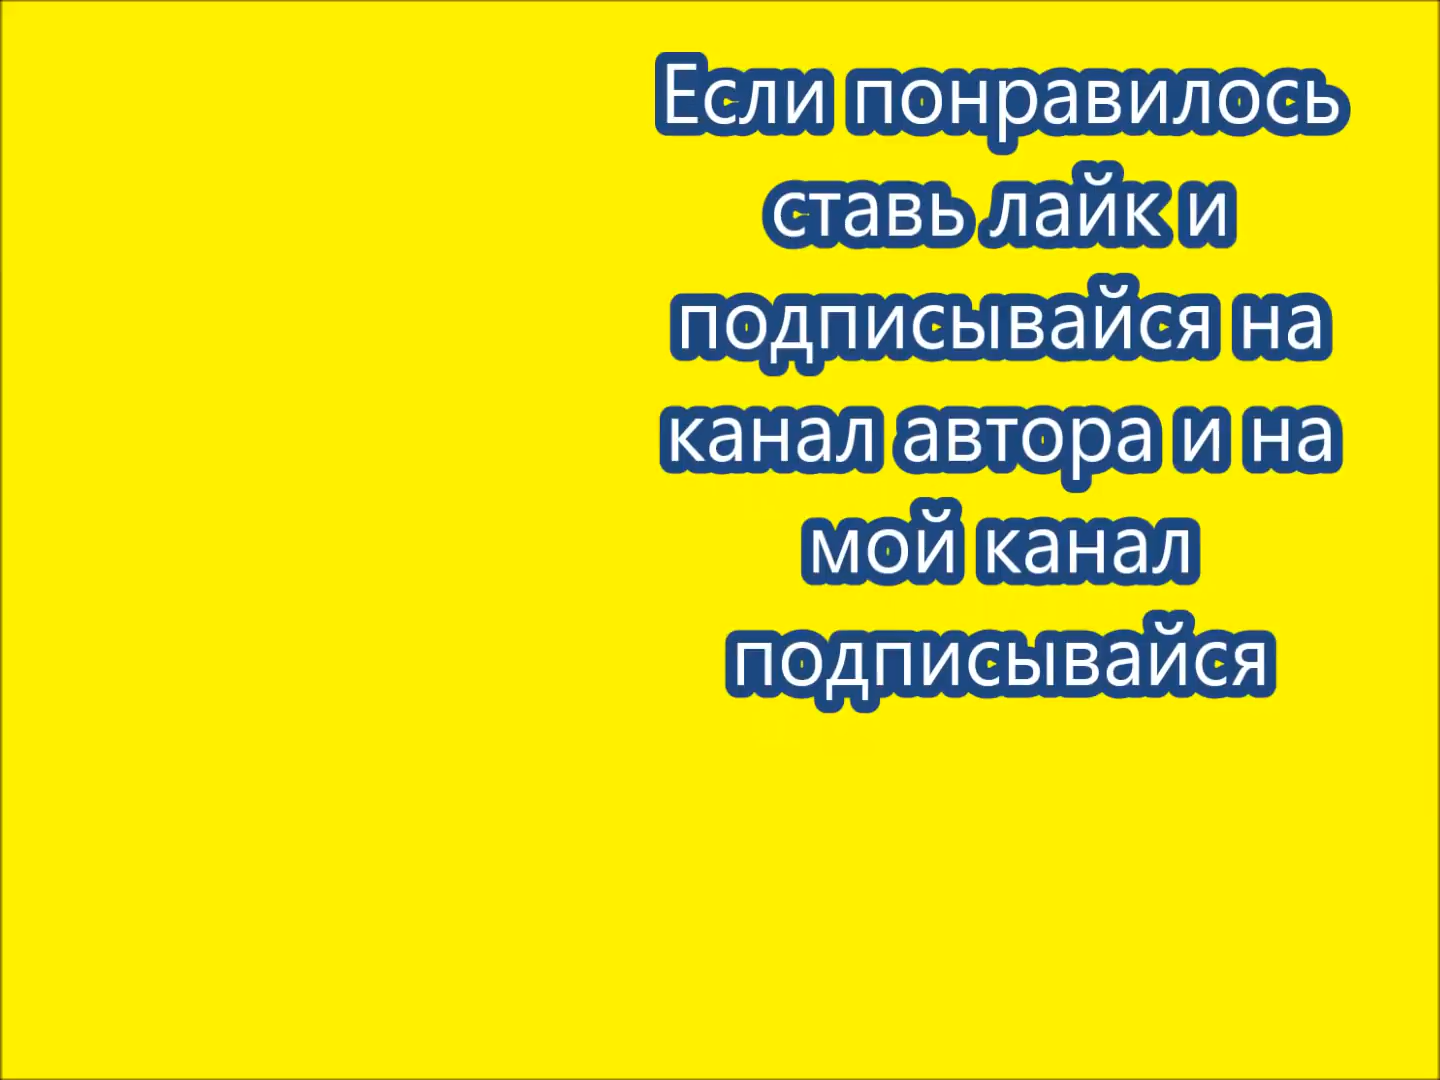 Если понравилось
ставь лайк и
подписывайся на
канал автора и на
мой канал
подписывайся